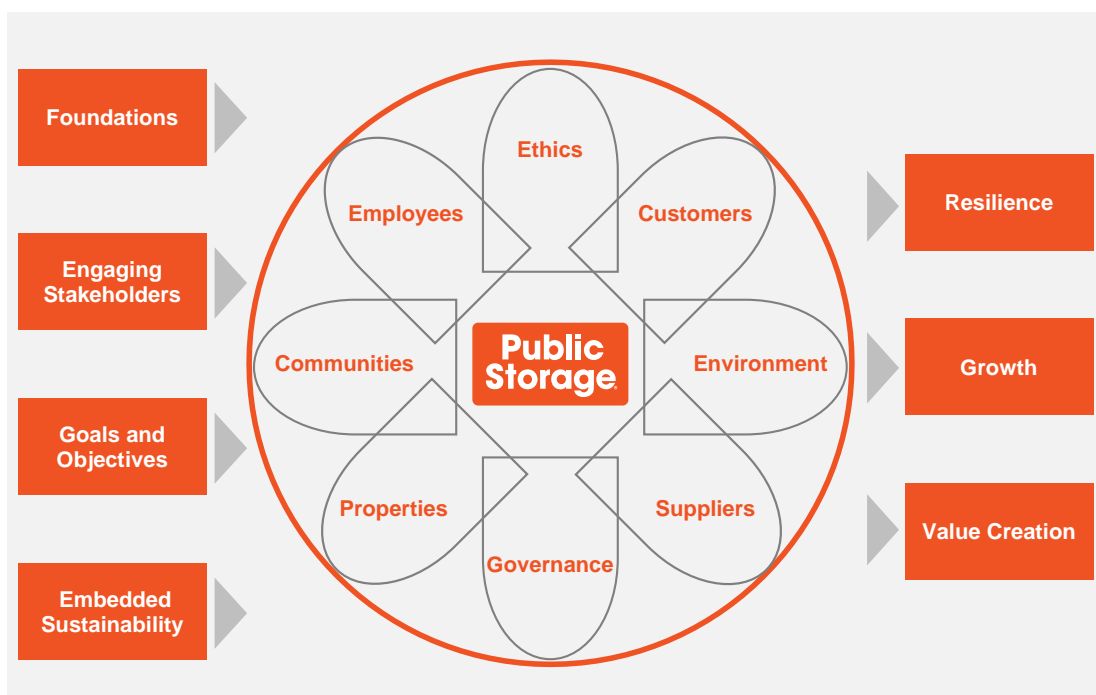 Foundations
Engaging
Stakeholders
Goals and
Objectives
Embedded
Sustainability
Ethics
Employees
Customers
Communities
Public
Storage
Environment
Properties
Suppliers
Governance
Resilience
Growth
Value Creation